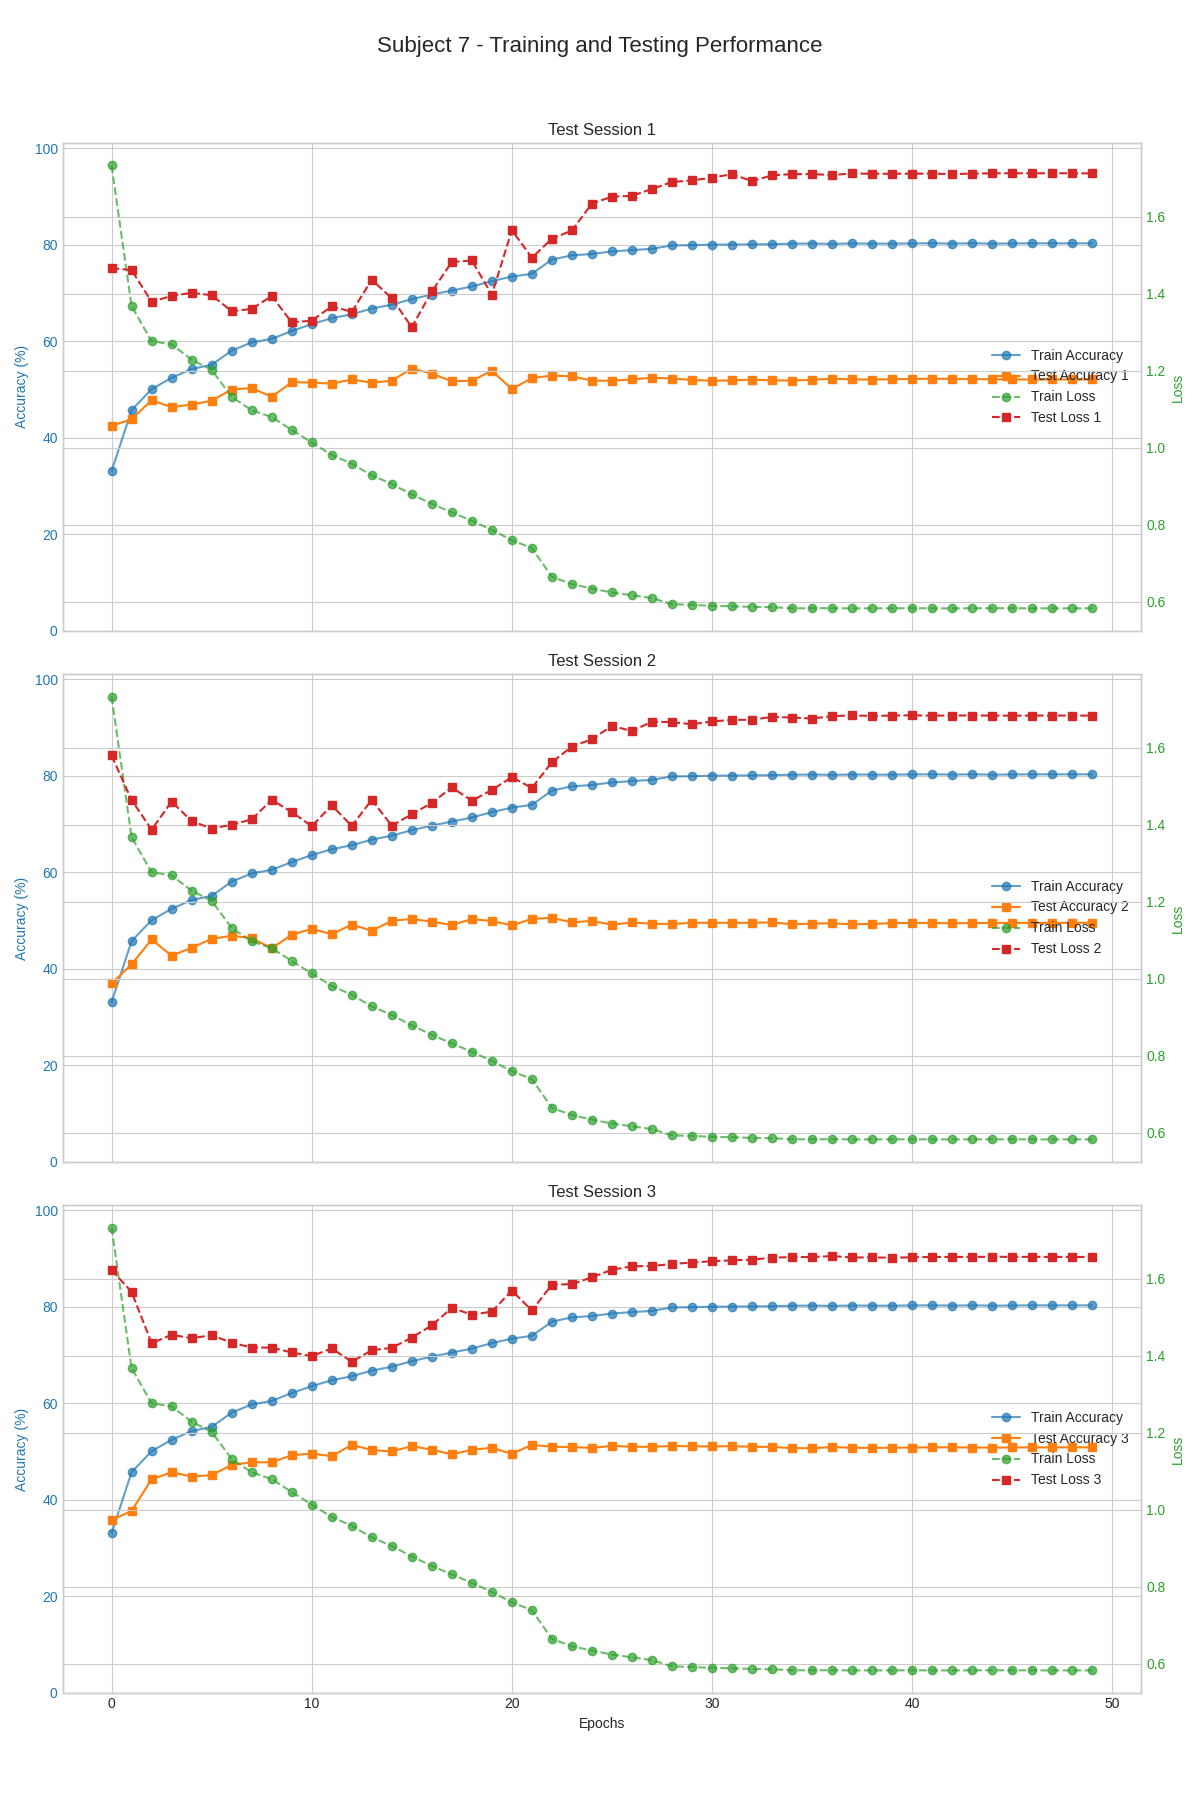 Subject 7 - Training and Testing Performance
Test Session 1
100
80
60
40
20
0
Accuracy (%)
1.6
1.4
1.2
1.0
0.8
0.6
Loss
Train Accuracy
Test Accuracy 1
Train Loss
Test Loss 1
Test Session 2
100
80
60
40
20
0
Accuracy (%)
1.6
1.4
1.2
1.0
0.8
0.6
Loss
Train Accuracy
Test Accuracy 2
Train Loss
Test Loss 2
Test Session 3
100
80
60
40
20
0
Accuracy (%)
1.6
1.4
1.2
1.0
0.8
0.6
Loss
Train Accuracy
Test Accuracy 3
Train Loss
Test Loss 3
0 10 20 30 40 50
Epochs